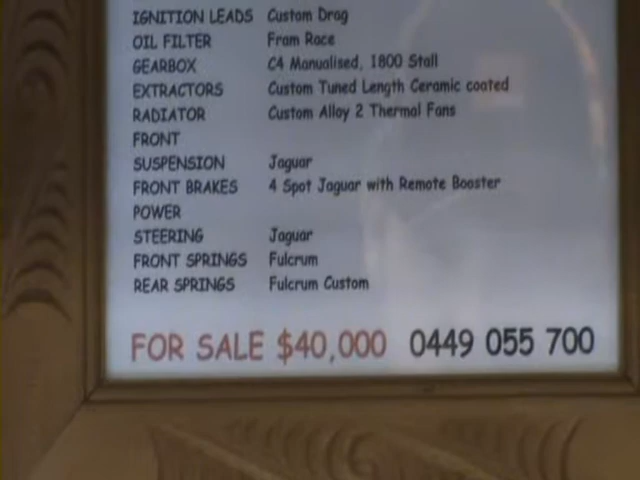 IGNITION LEADS Custom Drag
OIL FILTER Fram Race
GEARBOX C4 Manualised, 1800 Stall
EXTRACTORS Custom Tuned Length Ceramic coated
RADIATOR Custom Alloy 2 Thermal Fans
FRONT
SUSPENSION Jaguar
FRONT BRAKES 4 Spot Jaguar with Remote Booster
POWER
STEERING Jaguar
FRONT SPRINGS Fulcrum
REAR SPRINGS Fulcrum Custom
FOR SALE $40,000 0449 055 700